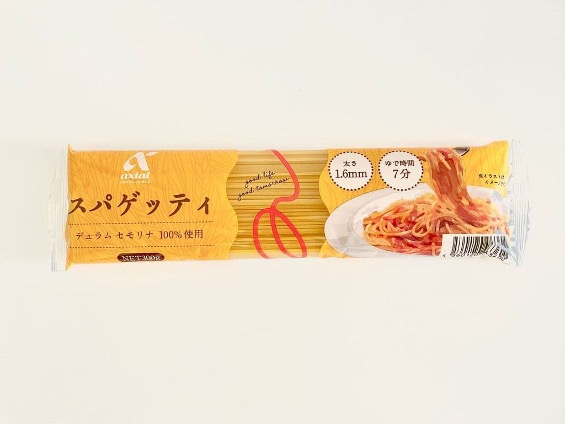 axial
スパゲッティ
デュラム セモリナ 100%使用
NET300g
good life
good tomorrow
太さ
1.6mm
ゆで時間
7分